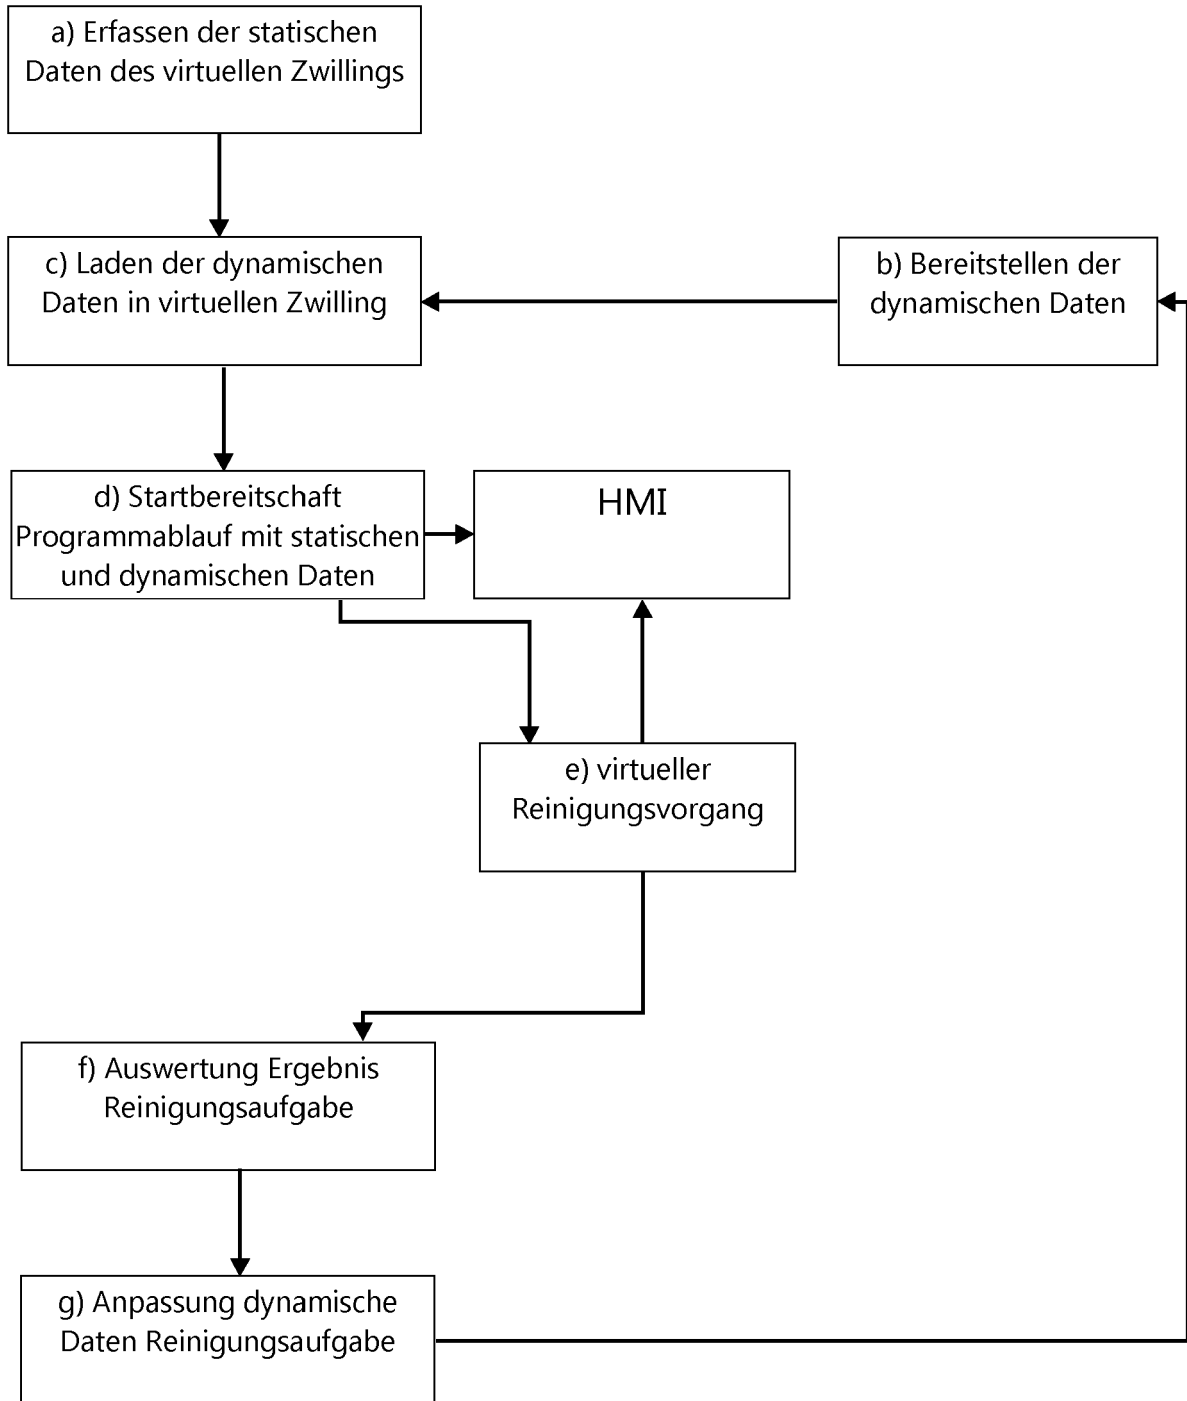 a) Erfassen der statischen
Daten des virtuellen Zwillings
c) Laden der dynamischen
Daten in virtuellen Zwilling
b) Bereitstellen der
dynamischen Daten
d) Startbereitschaft
Programmablauf mit statischen
und dynamischen Daten
HMI
e) virtueller
Reinigungsvorgang
f) Auswertung Ergebnis
Reinigungsaufgabe
g) Anpassung dynamische
Daten Reinigungsaufgabe